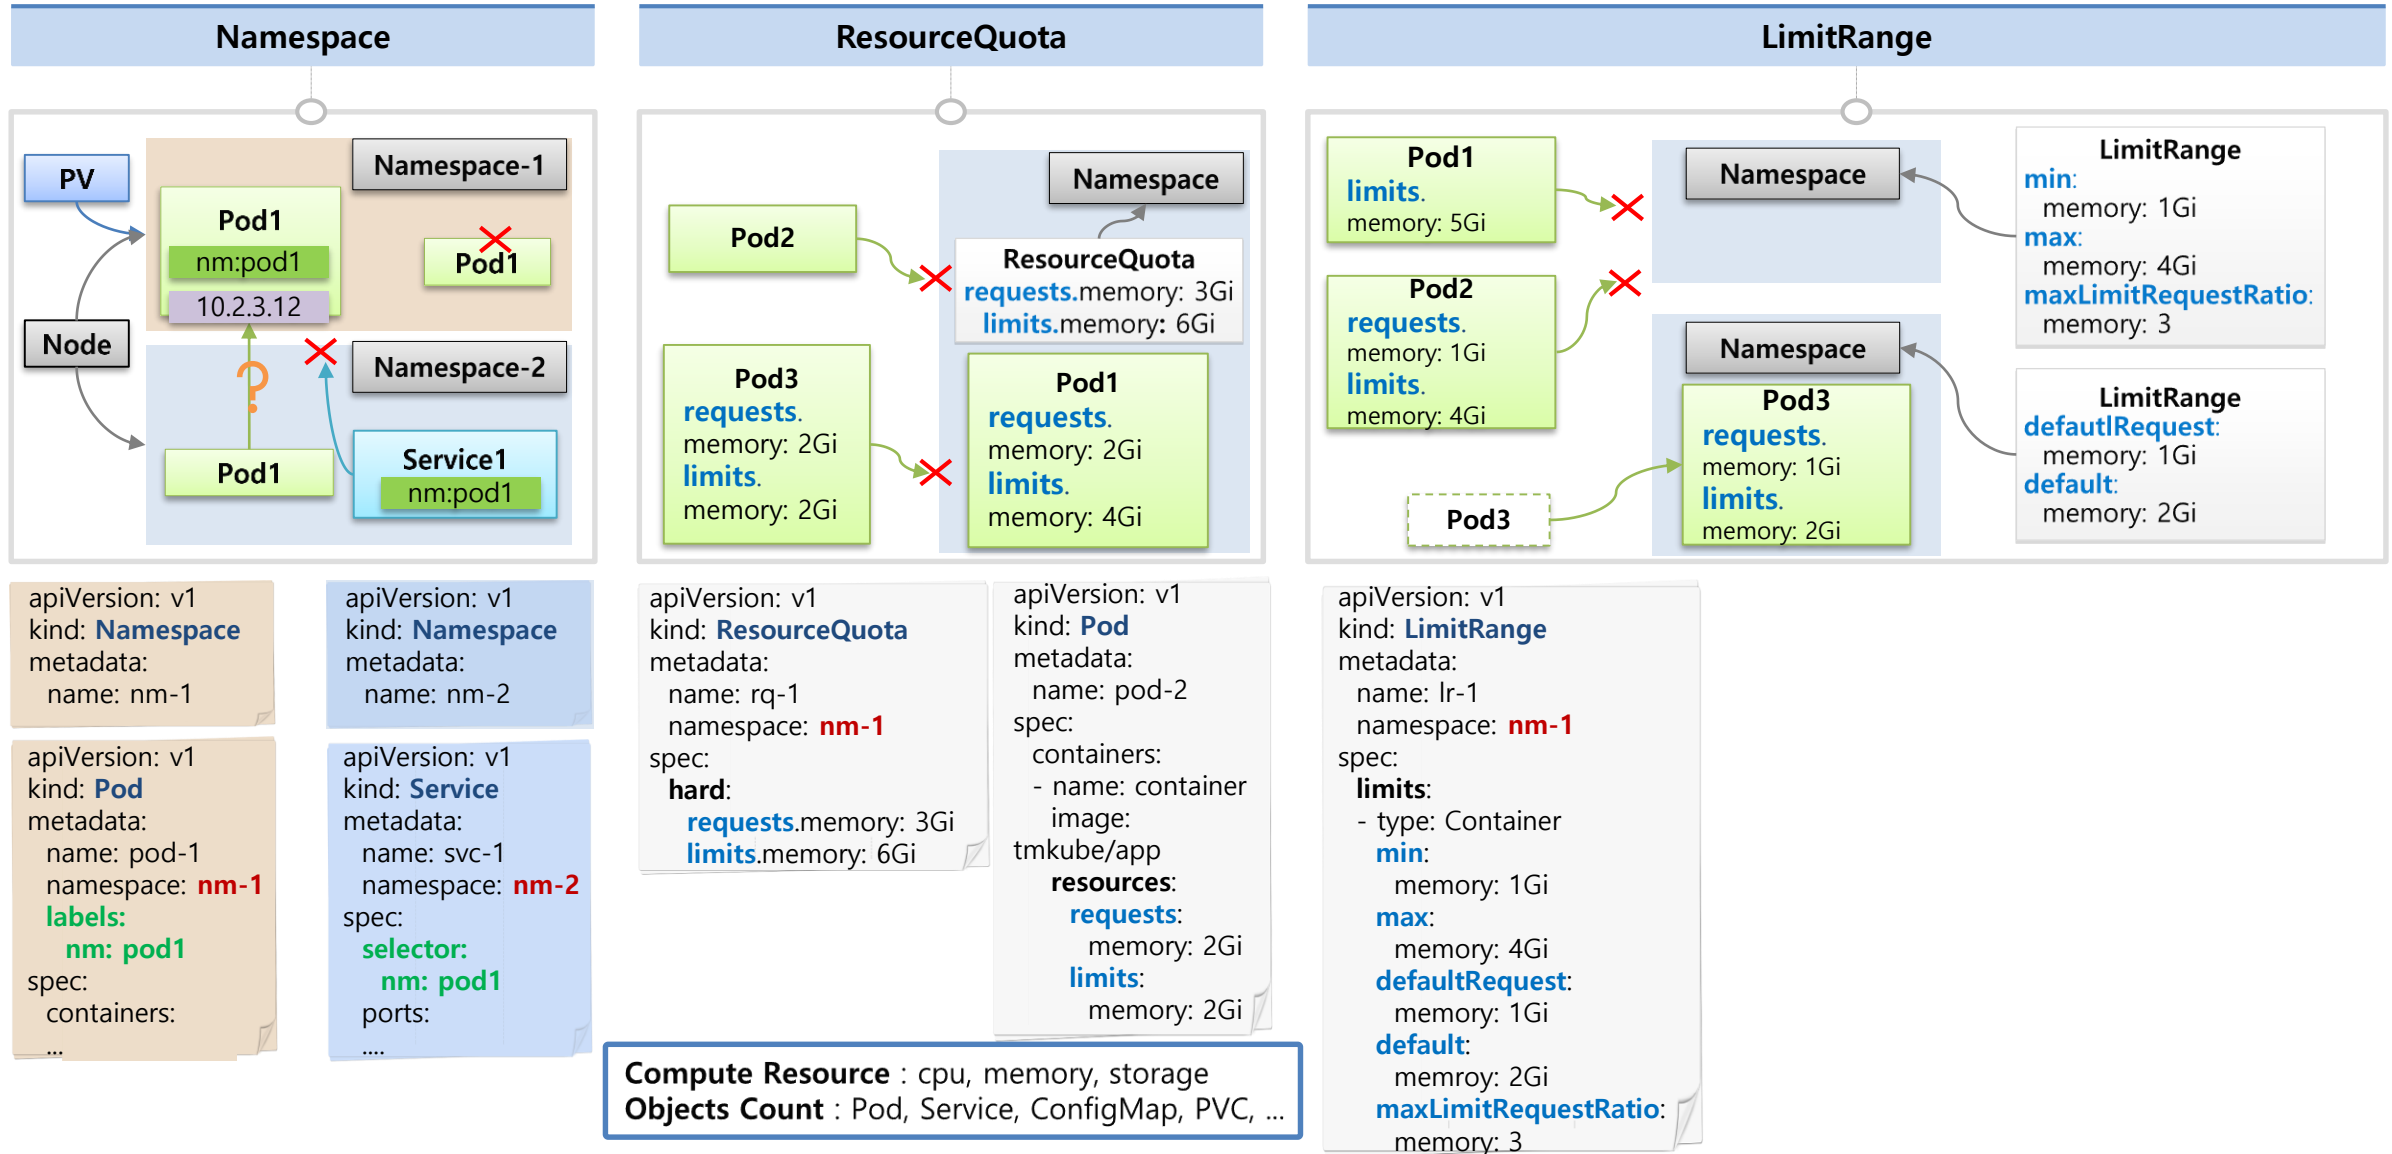 Namespace
PV
Namespace-1
Pod1
nm:pod1
10.2.3.12
Pod1
Node
Namespace-2
?
Pod1
Service1
nm:pod1
apiVersion: v1
kind: Namespace
metadata:
name: nm-1
apiVersion: v1
kind: Namespace
metadata:
name: nm-2
apiVersion: v1
kind: Pod
metadata:
name: pod-1
namespace: nm-1
labels:
nm: pod1
spec:
containers:
...
apiVersion: v1
kind: Service
metadata:
name: svc-1
namespace: nm-2
spec:
selector:
nm: pod1
ports:
....
ResourceQuota
Namespace
Pod2
ResourceQuota
requests.memory: 3Gi
limits.memory: 6Gi
Pod3
requests.
memory: 2Gi
limits.
memory: 2Gi
Pod1
requests.
memory: 2Gi
limits.
memory: 4Gi
apiVersion: v1
kind: ResourceQuota
metadata:
name: rq-1
namespace: nm-1
spec:
hard:
requests.memory: 3Gi
limits.memory: 6Gi
apiVersion: v1
kind: Pod
metadata:
name: pod-2
spec:
containers:
- name: container
image:
tmkube/app
resources:
requests:
memory: 2Gi
limits:
memory: 2Gi
Compute Resource : cpu, memory, storage
Objects Count : Pod, Service, ConfigMap, PVC, ...
LimitRange
Pod1
limits.
memory: 5Gi
Pod2
requests.
memory: 1Gi
limits.
memory: 4Gi
Pod3
Namespace
Namespace
Pod3
requests.
memory: 1Gi
limits.
memory: 2Gi
LimitRange
min:
memory: 1Gi
max:
memory: 4Gi
maxLimitRequestRatio:
memory: 3
LimitRange
defautlRequest:
memory: 1Gi
default:
memory: 2Gi
apiVersion: v1
kind: LimitRange
metadata:
name: lr-1
namespace: nm-1
spec:
limits:
- type: Container
min:
memory: 1Gi
max:
memory: 4Gi
defaultRequest:
memory: 1Gi
default:
memroy: 2Gi
maxLimitRequestRatio:
memory: 3